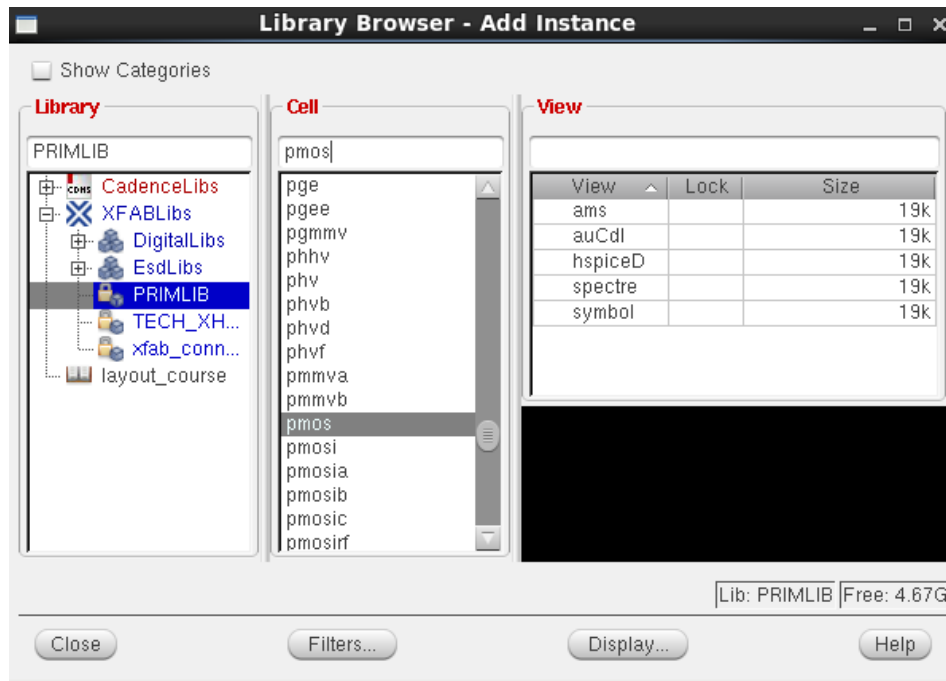 Library Browser - Add Instance
Show Categories
Library
PRIMLIB
CDMS CadenceLibs
XFABLibs
DigitalLibs
EsdLibs
PRIMLIB
TECH_XH...
xfab_conn...
layout_course
Cell
pmos
pge
pgee
pgmmv
phhv
phv
phvb
phvd
phvf
pmmva
pmmvb
pmos
pmosi
pmosia
pmosib
pmosic
pmosirf
View
View Lock Size
ams 19k
auCdl 19k
hspiceD 19k
spectre 19k
symbol 19k
Lib: PRIMLIB Free: 4.67G
Close Filters... Display... Help